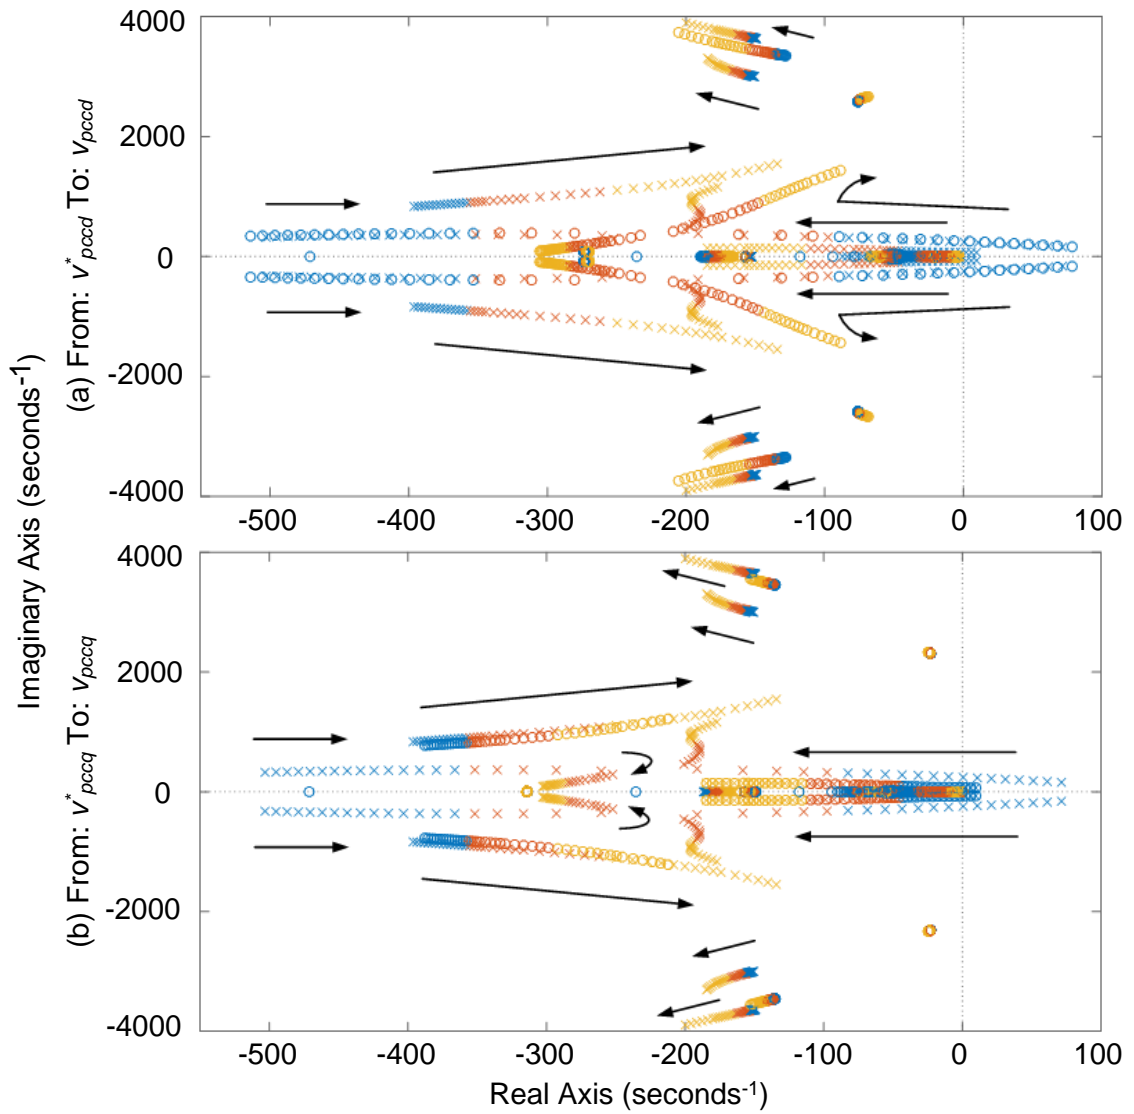 Imaginary Axis (seconds-1)
(a) From: v*pccd To: vpccd
4000
2000
0
-2000
-4000
-500 -400 -300 -200 -100 0 100
(b) From: v*pccq To: vpccq
4000
2000
0
-2000
-4000
-500 -400 -300 -200 -100 0 100
Real Axis (seconds-1)